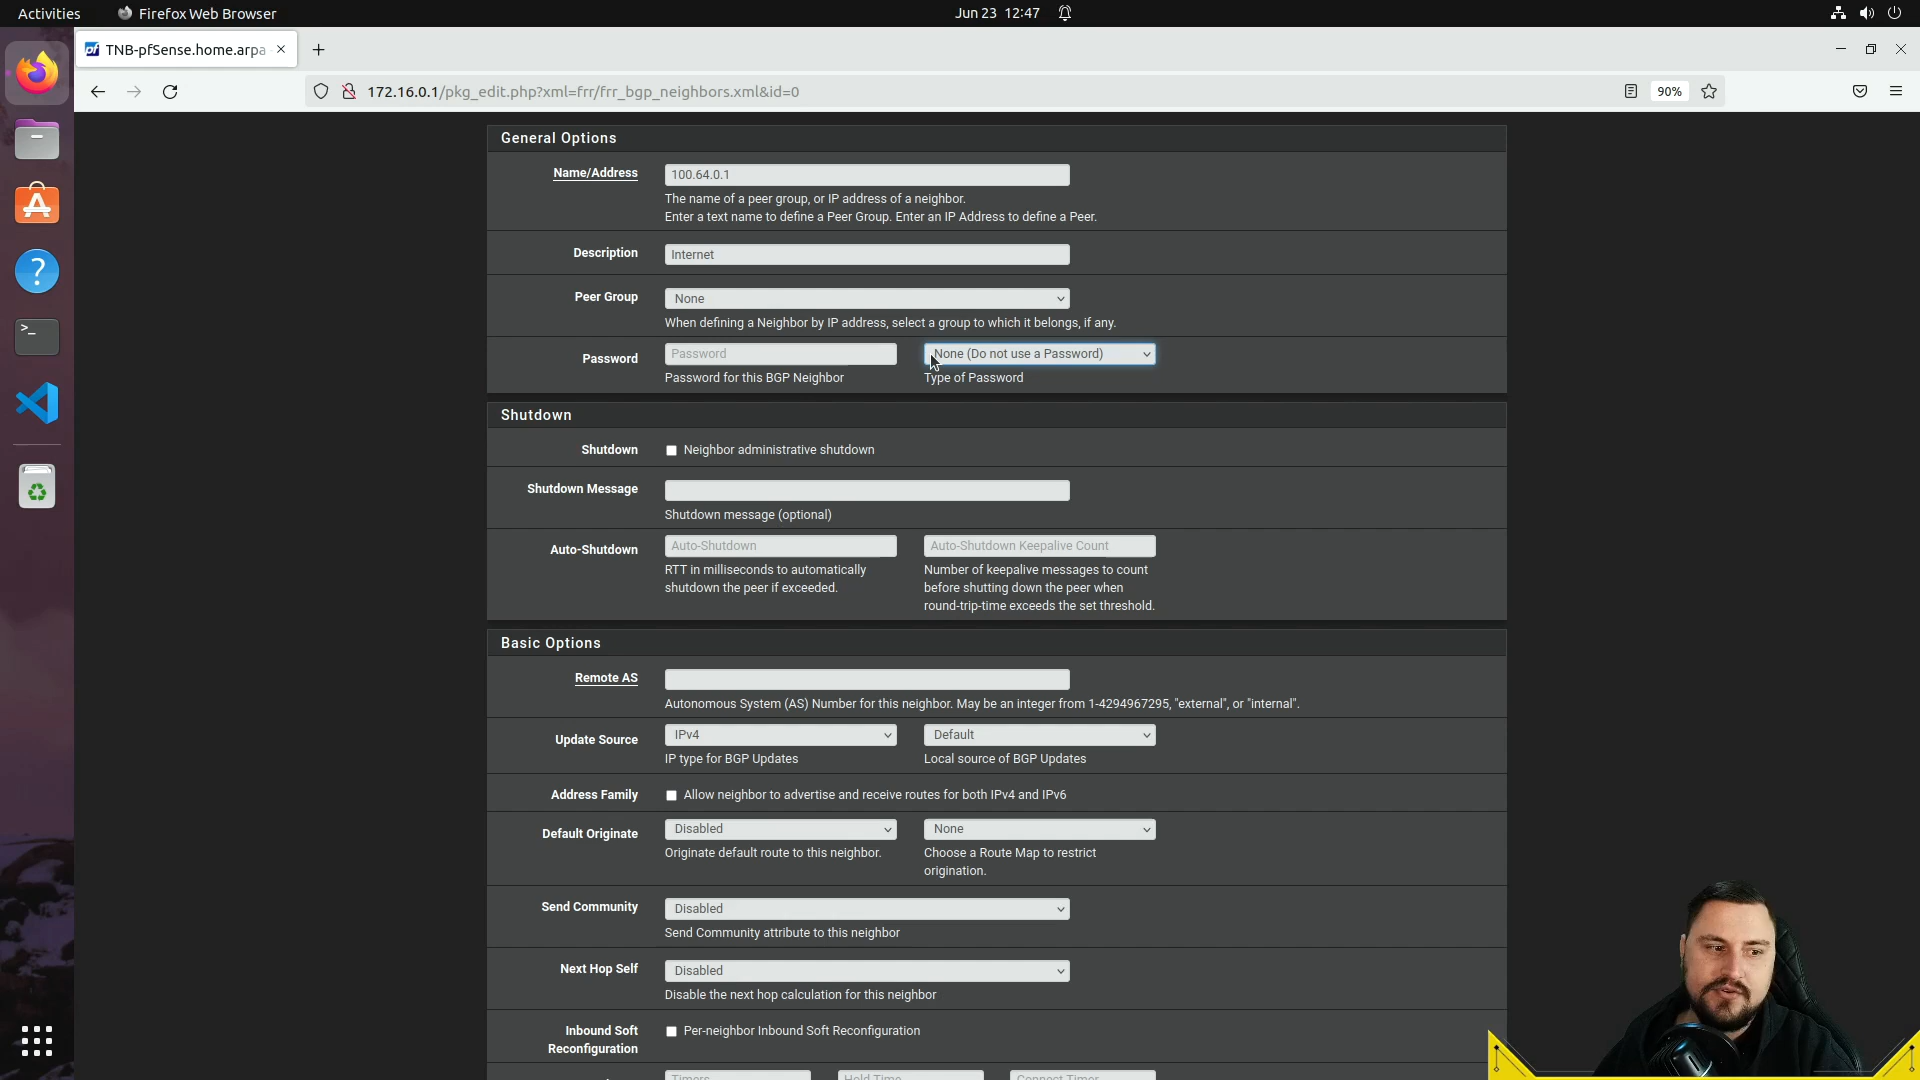 Activities
Firefox Web Browser
Jun 23 12:47
TNB-pfSense.home.arpa
172.16.0.1/pkg_edit.php?xml=frr/frr_bgp_neighbors.xml&id=0
90%
General Options
Name/Address
100.64.0.1
The name of a peer group, or IP address of a neighbor.
Enter a text name to define a Peer Group. Enter an IP Address to define a Peer.
Description
Internet
Peer Group
None
When defining a Neighbor by IP address, select a group to which it belongs, if any.
Password
Password
None (Do not use a Password)
Password for this BGP Neighbor
Type of Password
Shutdown
Shutdown
Neighbor administrative shutdown
Shutdown Message
Shutdown message (optional)
Auto-Shutdown
Auto-Shutdown
Auto-Shutdown Keepalive Count
RTT in milliseconds to automatically
shutdown the peer if exceeded.
Number of keepalive messages to count
before shutting down the peer when
round-trip-time exceeds the set threshold.
Basic Options
Remote AS
Autonomous System (AS) Number for this neighbor. May be an integer from 1-4294967295, "external", or "internal".
Update Source
IPv4
Default
IP type for BGP Updates
Local source of BGP Updates
Address Family
Allow neighbor to advertise and receive routes for both IPv4 and IPv6
Default Originate
Disabled
None
Originate default route to this neighbor.
Choose a Route Map to restrict
origination.
Send Community
Disabled
Send Community attribute to this neighbor
Next Hop Self
Disabled
Disable the next hop calculation for this neighbor
Inbound Soft
Reconfiguration
Per-neighbor Inbound Soft Reconfiguration
Timers
Hold Time
Connect Timer